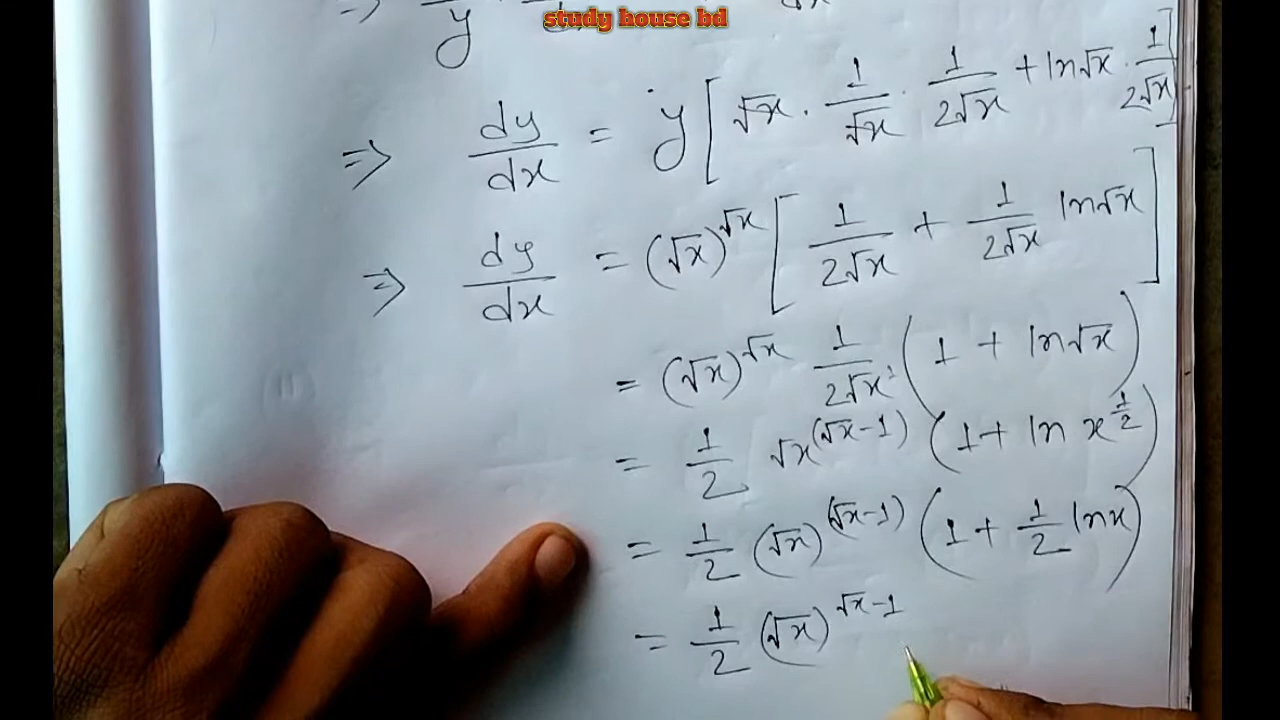 study house bd
⇒ dy/dx = y [ √x · 1/√x · 1/2√x + ln√x · 1/2√x ]
⇒ dy/dx = (√x)^√x [ 1/2√x + 1/2√x ln√x ]
= (√x)^√x 1/2√x¹ (1 + ln√x)
= 1/2 √x^(√x-1) (1 + ln x^1/2)
= 1/2 (√x)^(√x-1) (1 + 1/2 lnx)
= 1/2 (√x)^√x-1